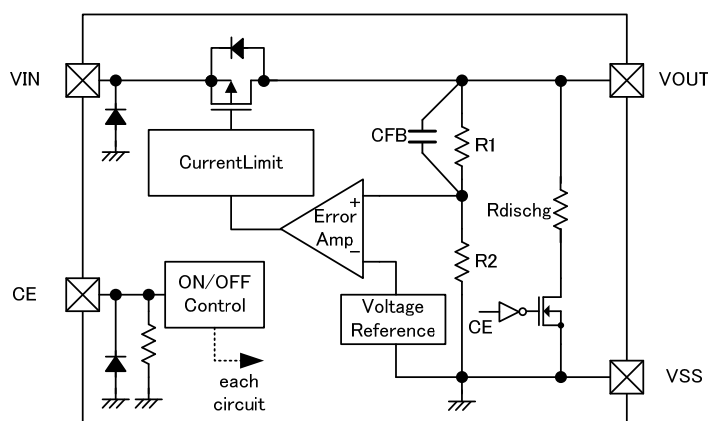 VIN
VOUT
CurrentLimit
CFB
R1
Rdischg
+
Error
Amp
−
R2
CE
ON/OFF
Control
Voltage
Reference
CE
each
circuit
VSS